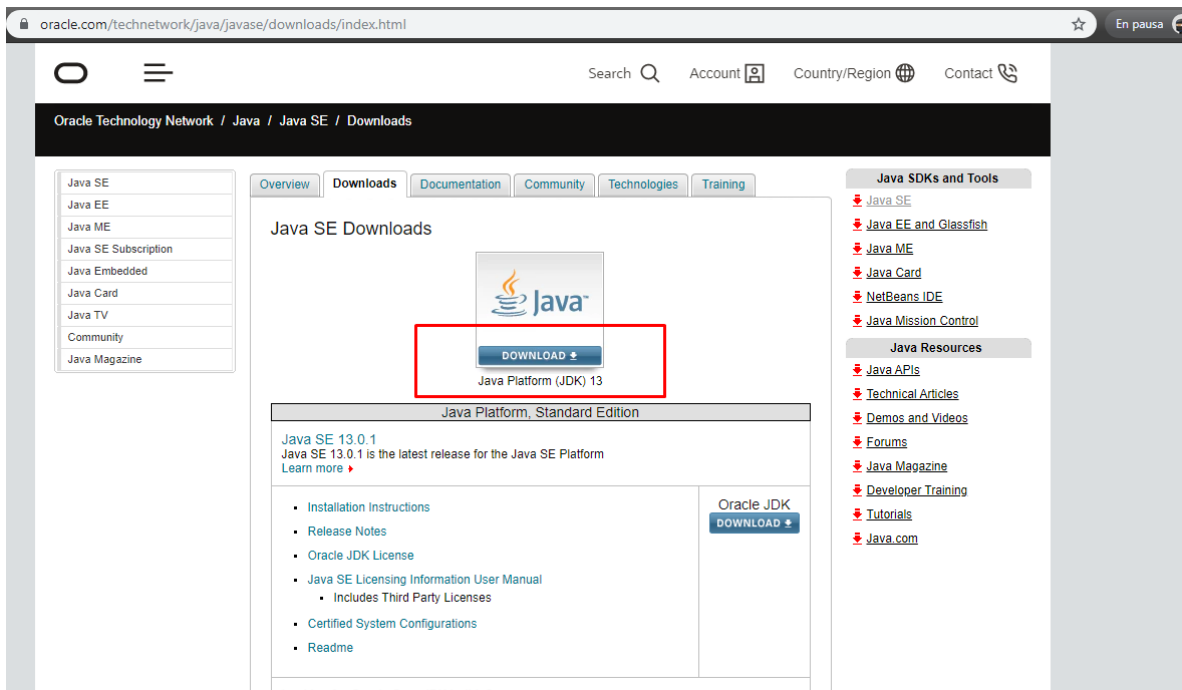 oracle.com/technetwork/java/javase/downloads/index.html
En pausa
Search
Account
Country/Region
Contact
Oracle Technology Network / Java / Java SE / Downloads
Java SE
Java EE
Java ME
Java SE Subscription
Java Embedded
Java Card
Java TV
Community
Java Magazine
Overview
Downloads
Documentation
Community
Technologies
Training
Java SE Downloads
Java™
DOWNLOAD
Java Platform (JDK) 13
Java Platform, Standard Edition
Java SE 13.0.1
Java SE 13.0.1 is the latest release for the Java SE Platform
Learn more
Installation Instructions
Release Notes
Oracle JDK License
Java SE Licensing Information User Manual
Includes Third Party Licenses
Certified System Configurations
Readme
Oracle JDK
DOWNLOAD
Java SDKs and Tools
Java SE
Java EE and Glassfish
Java ME
Java Card
NetBeans IDE
Java Mission Control
Java Resources
Java APIs
Technical Articles
Demos and Videos
Forums
Java Magazine
Developer Training
Tutorials
Java.com